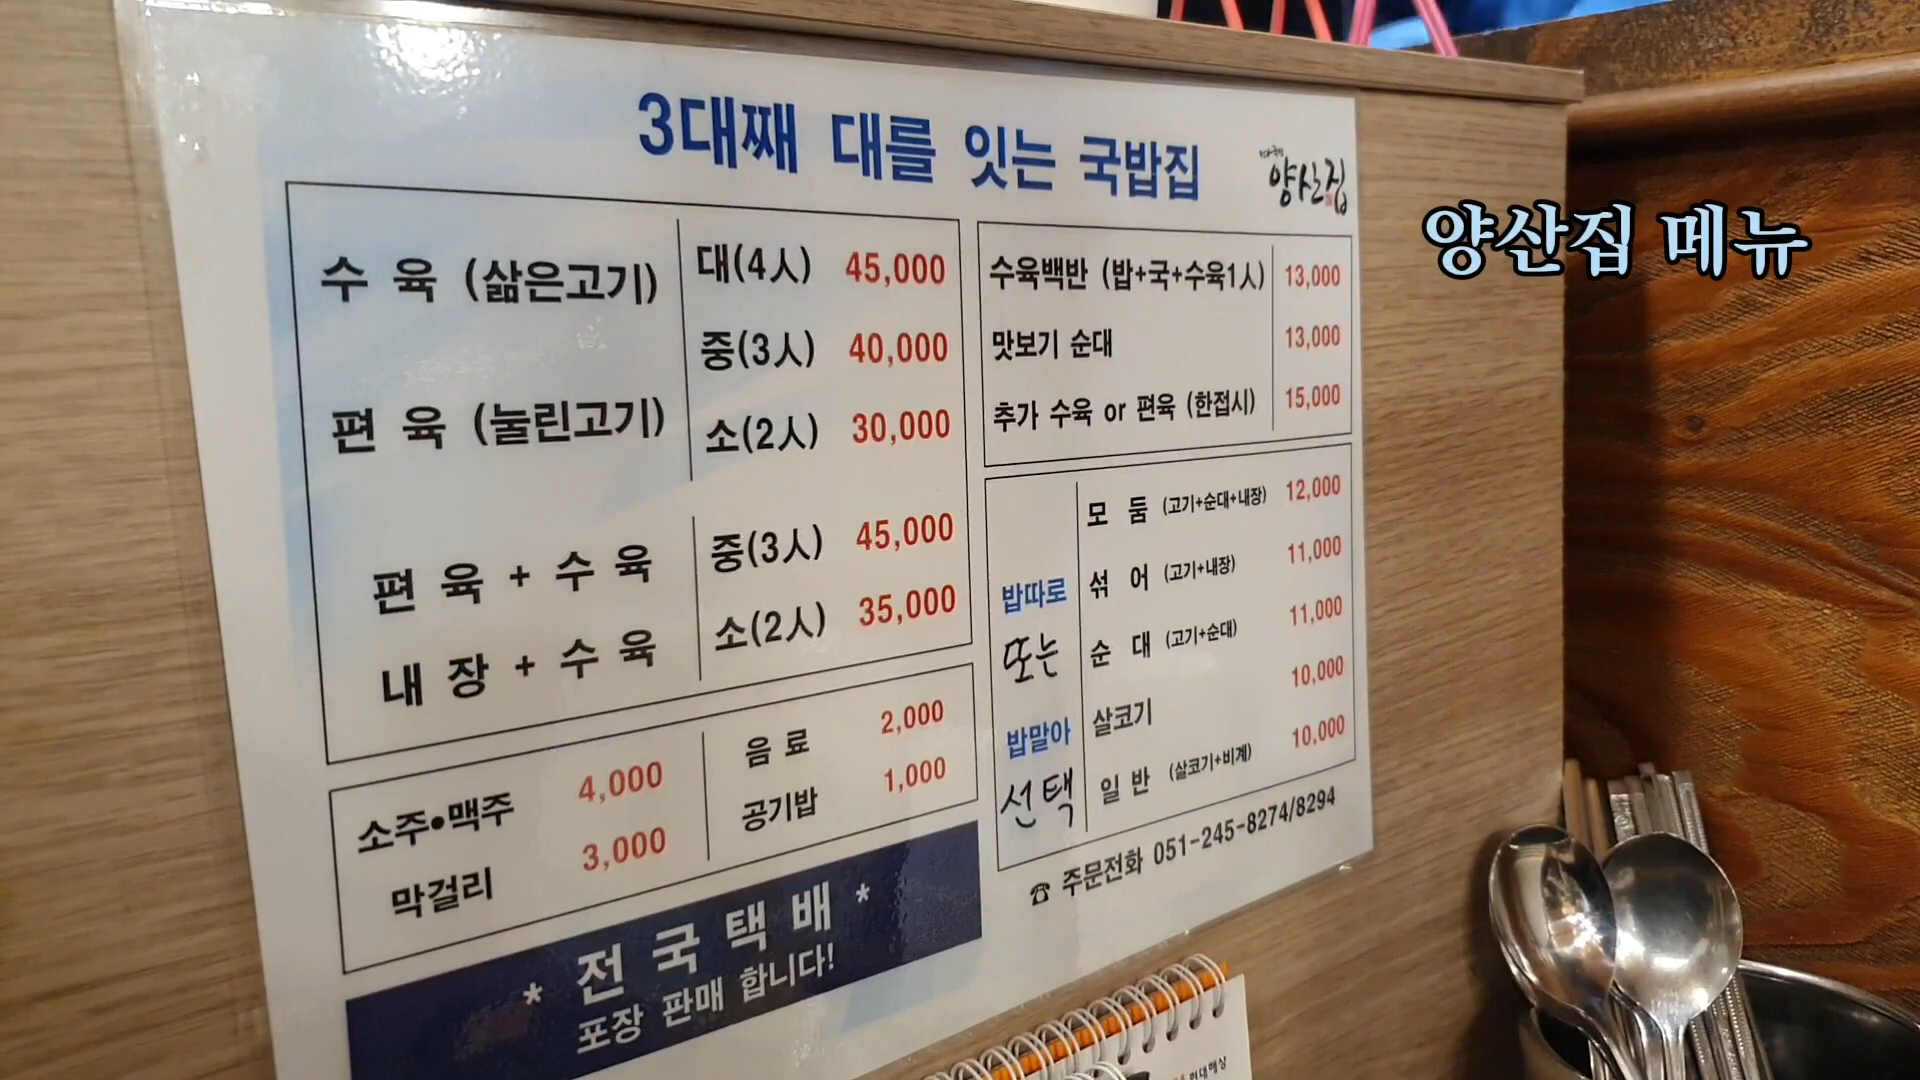 3대째 대를 잇는 국밥집
양산집
양산집 메뉴
수 육 (삶은고기)
편 육 (눌린고기)
대(4人) 45,000
중(3人) 40,000
소(2人) 30,000
편 육 + 수 육
내 장 + 수 육
중(3人) 45,000
소(2人) 35,000
소주•맥주 4,000
막걸리 3,000
음 료 2,000
공기밥 1,000
* 전 국 택 배 *
포장 판매 합니다!
수육백반 (밥+국+수육1人) 13,000
맛보기 순대 13,000
추가 수육 or 편육 (한접시) 15,000
밥따로
또는
밥말아
선택
모 둠 (고기+순대+내장) 12,000
섞 어 (고기+내장) 11,000
순 대 (고기+순대) 11,000
살코기 10,000
일 반 (살코기+비계) 10,000
☎ 주문전화 051-245-8274/8294